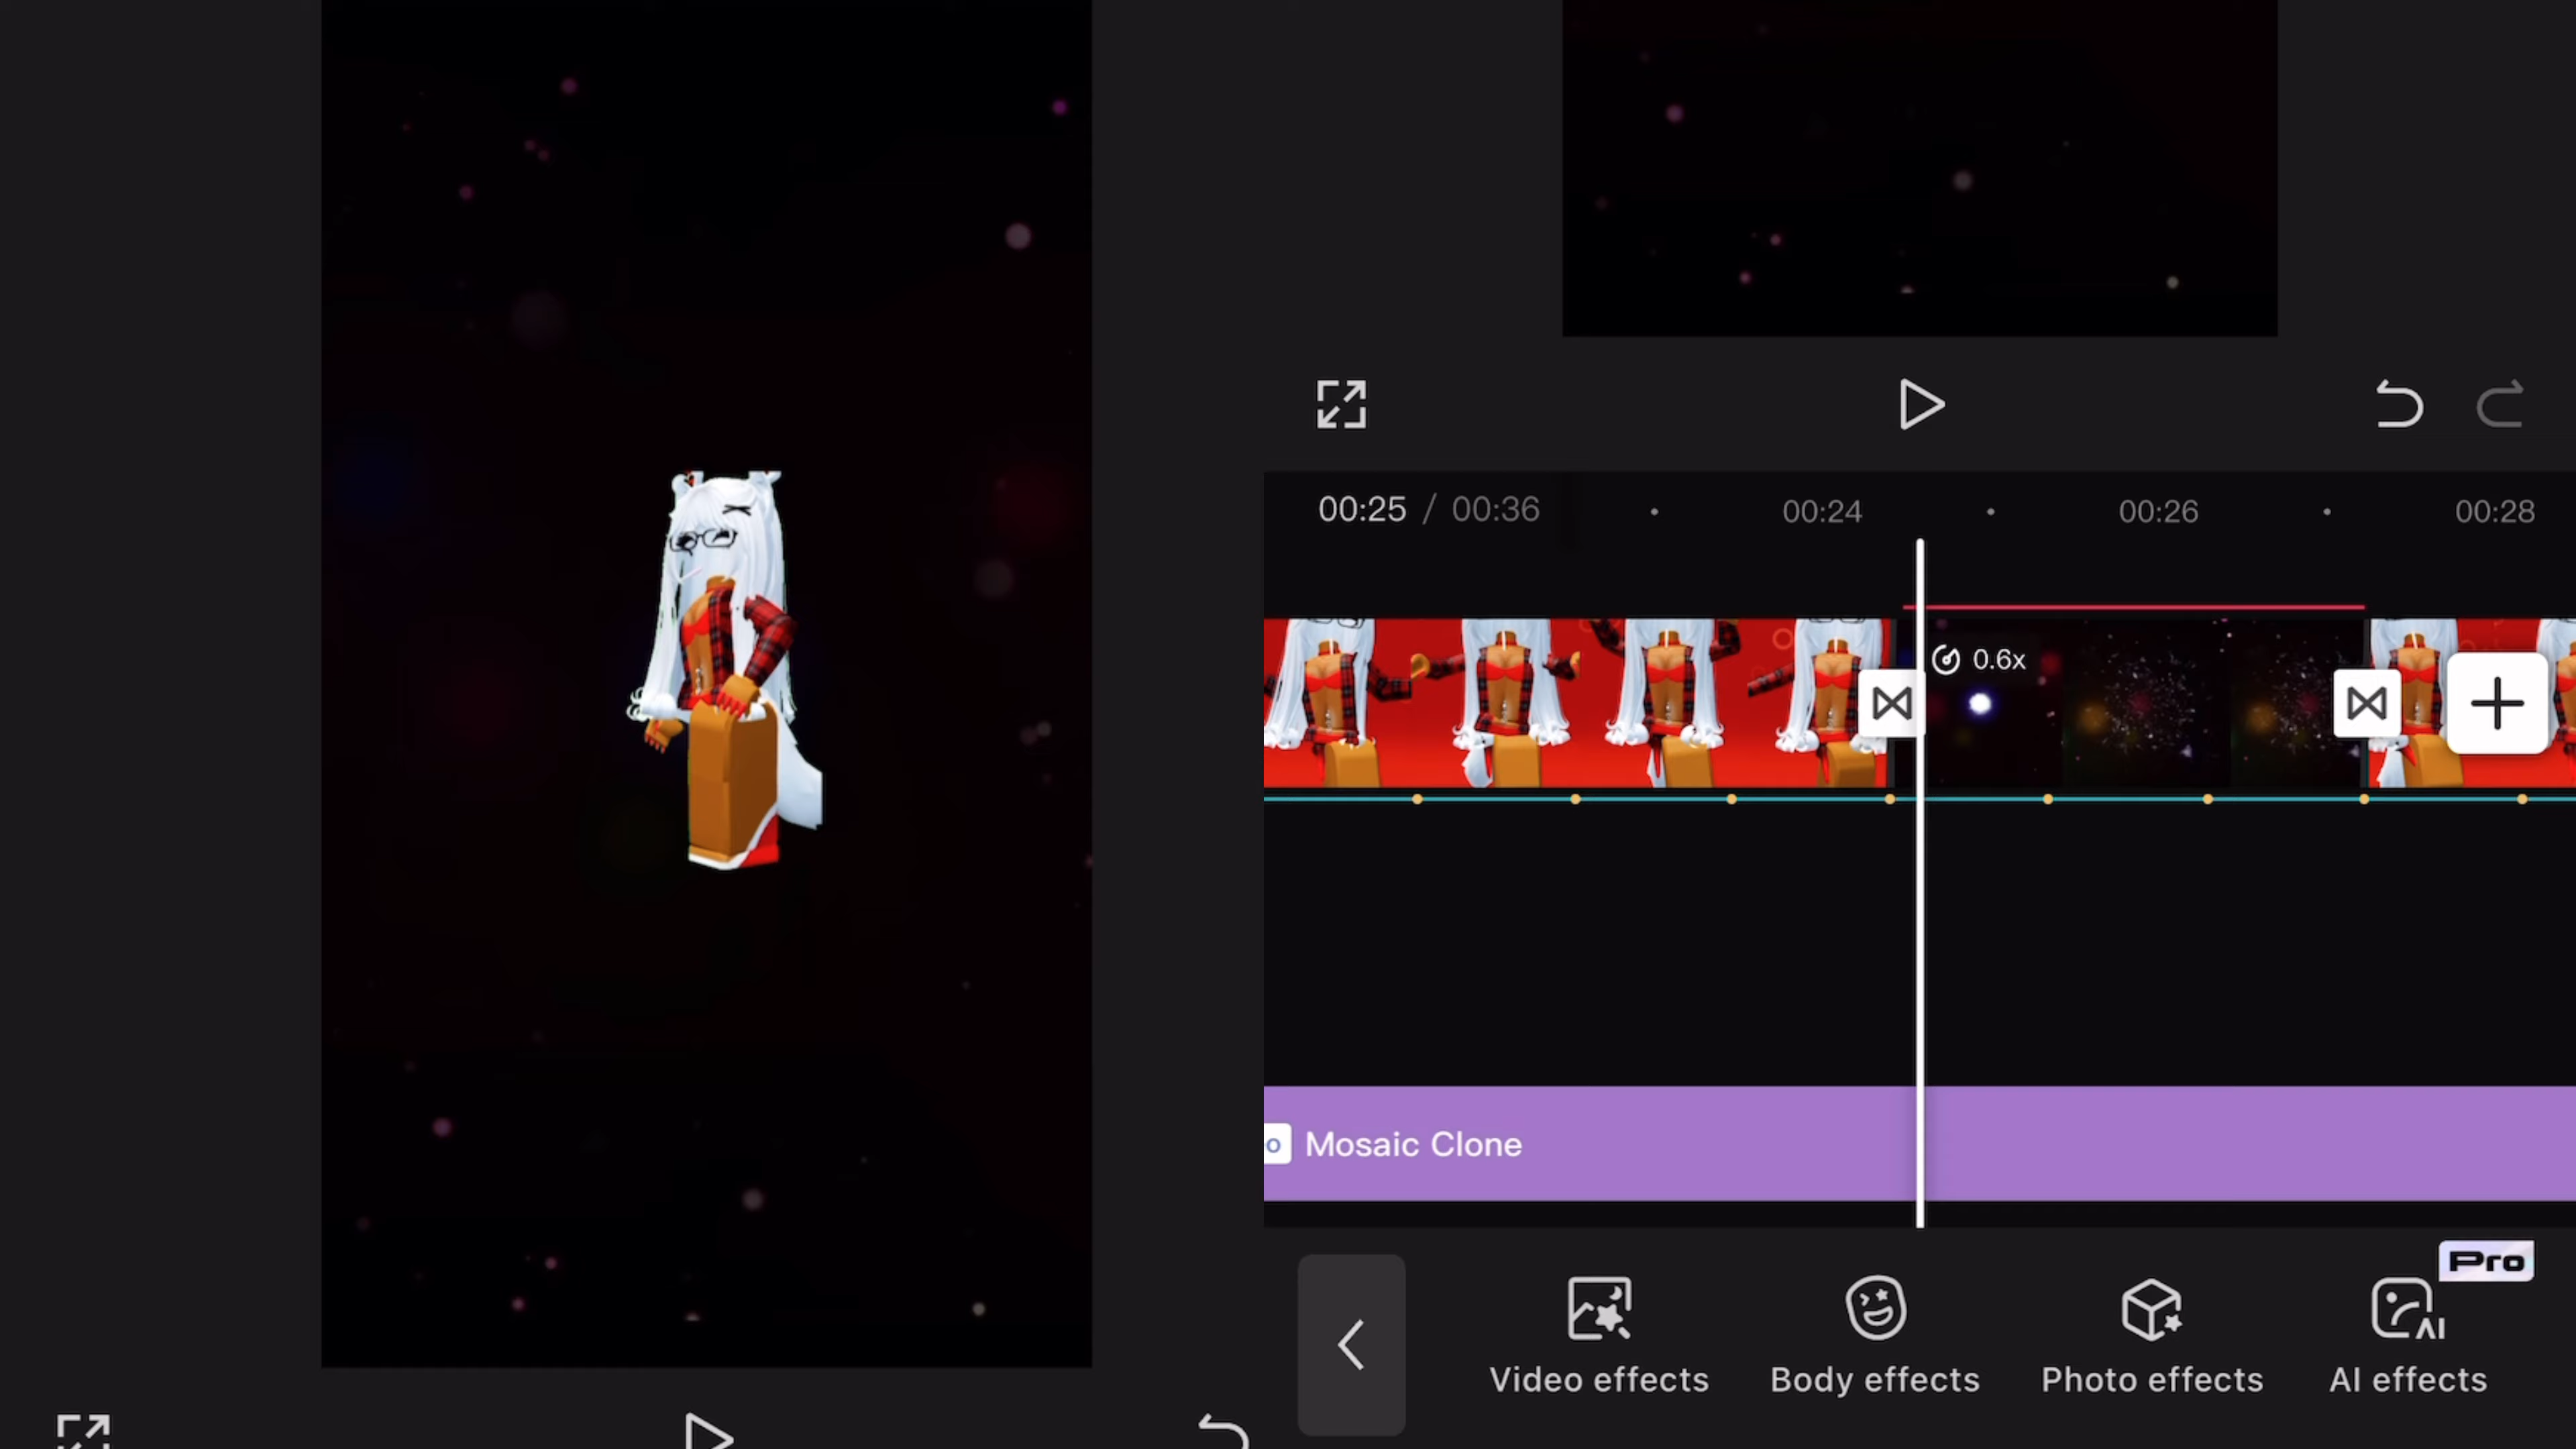 00:25 / 00:36
00:24
00:26
00:28
0.6x
o Mosaic Clone
Pro
Video effects
Body effects
Photo effects
AI
AI effects